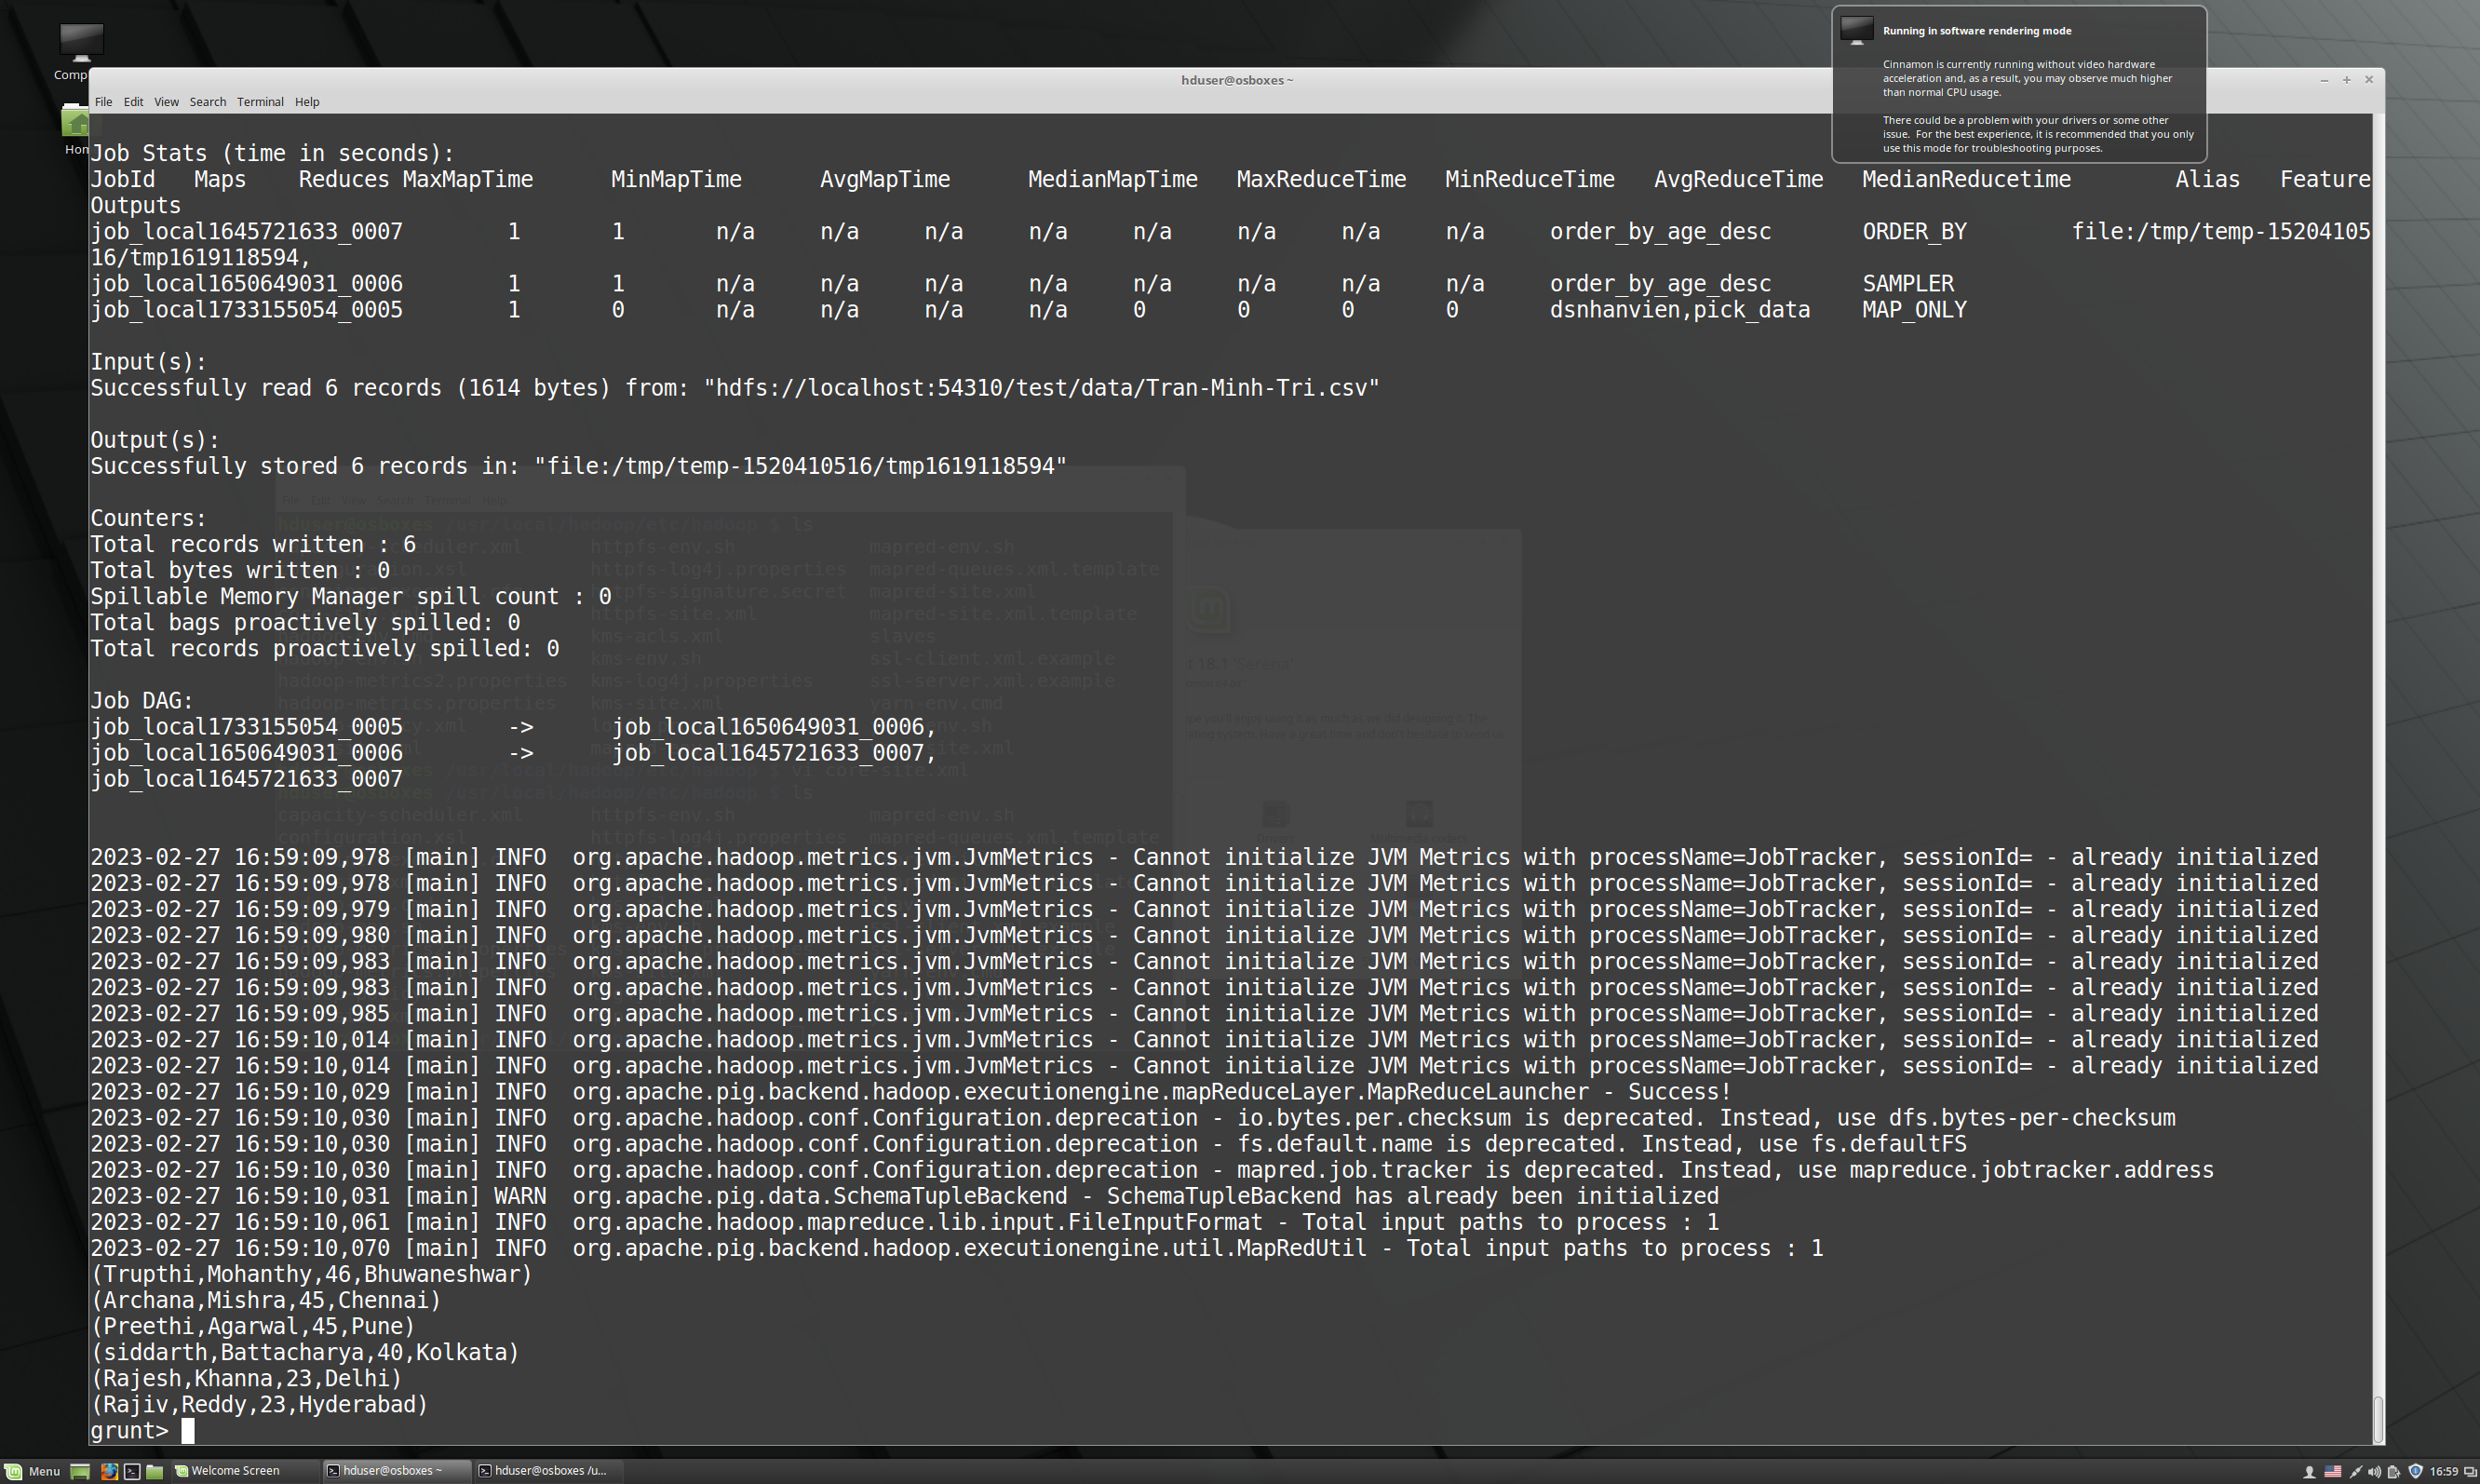 Comp
Hom
hduser@osboxes ~
File Edit View Search Terminal Help
Running in software rendering mode
Cinnamon is currently running without video hardware
acceleration and, as a result, you may observe much higher
than normal CPU usage.
There could be a problem with your drivers or some other
issue. For the best experience, it is recommended that you only
use this mode for troubleshooting purposes.
Job Stats (time in seconds):
JobId Maps Reduces MaxMapTime MinMapTime AvgMapTime MedianMapTime MaxReduceTime MinReduceTime AvgReduceTime MedianReducetime Alias Feature
Outputs
job_local1645721633_0007 1 1 n/a n/a n/a n/a n/a n/a n/a n/a order_by_age_desc ORDER_BY file:/tmp/temp-15204105
16/tmp1619118594,
job_local1650649031_0006 1 1 n/a n/a n/a n/a n/a n/a n/a n/a order_by_age_desc SAMPLER
job_local1733155054_0005 1 0 n/a n/a n/a n/a 0 0 0 0 dsnhanvien,pick_data MAP_ONLY
Input(s):
Successfully read 6 records (1614 bytes) from: "hdfs://localhost:54310/test/data/Tran-Minh-Tri.csv"
Output(s):
Successfully stored 6 records in: "file:/tmp/temp-1520410516/tmp1619118594"
Counters:
Total records written : 6
Total bytes written : 0
Spillable Memory Manager spill count : 0
Total bags proactively spilled: 0
Total records proactively spilled: 0
Job DAG:
job_local1733155054_0005 -> job_local1650649031_0006,
job_local1650649031_0006 -> job_local1645721633_0007,
job_local1645721633_0007
2023-02-27 16:59:09,978 [main] INFO org.apache.hadoop.metrics.jvm.JvmMetrics - Cannot initialize JVM Metrics with processName=JobTracker, sessionId= - already initialized
2023-02-27 16:59:09,978 [main] INFO org.apache.hadoop.metrics.jvm.JvmMetrics - Cannot initialize JVM Metrics with processName=JobTracker, sessionId= - already initialized
2023-02-27 16:59:09,979 [main] INFO org.apache.hadoop.metrics.jvm.JvmMetrics - Cannot initialize JVM Metrics with processName=JobTracker, sessionId= - already initialized
2023-02-27 16:59:09,980 [main] INFO org.apache.hadoop.metrics.jvm.JvmMetrics - Cannot initialize JVM Metrics with processName=JobTracker, sessionId= - already initialized
2023-02-27 16:59:09,983 [main] INFO org.apache.hadoop.metrics.jvm.JvmMetrics - Cannot initialize JVM Metrics with processName=JobTracker, sessionId= - already initialized
2023-02-27 16:59:09,983 [main] INFO org.apache.hadoop.metrics.jvm.JvmMetrics - Cannot initialize JVM Metrics with processName=JobTracker, sessionId= - already initialized
2023-02-27 16:59:09,985 [main] INFO org.apache.hadoop.metrics.jvm.JvmMetrics - Cannot initialize JVM Metrics with processName=JobTracker, sessionId= - already initialized
2023-02-27 16:59:10,014 [main] INFO org.apache.hadoop.metrics.jvm.JvmMetrics - Cannot initialize JVM Metrics with processName=JobTracker, sessionId= - already initialized
2023-02-27 16:59:10,014 [main] INFO org.apache.hadoop.metrics.jvm.JvmMetrics - Cannot initialize JVM Metrics with processName=JobTracker, sessionId= - already initialized
2023-02-27 16:59:10,029 [main] INFO org.apache.pig.backend.hadoop.executionengine.mapReduceLayer.MapReduceLauncher - Success!
2023-02-27 16:59:10,030 [main] INFO org.apache.hadoop.conf.Configuration.deprecation - io.bytes.per.checksum is deprecated. Instead, use dfs.bytes-per-checksum
2023-02-27 16:59:10,030 [main] INFO org.apache.hadoop.conf.Configuration.deprecation - fs.default.name is deprecated. Instead, use fs.defaultFS
2023-02-27 16:59:10,030 [main] INFO org.apache.hadoop.conf.Configuration.deprecation - mapred.job.tracker is deprecated. Instead, use mapreduce.jobtracker.address
2023-02-27 16:59:10,031 [main] WARN org.apache.pig.data.SchemaTupleBackend - SchemaTupleBackend has already been initialized
2023-02-27 16:59:10,061 [main] INFO org.apache.hadoop.mapreduce.lib.input.FileInputFormat - Total input paths to process : 1
2023-02-27 16:59:10,070 [main] INFO org.apache.pig.backend.hadoop.executionengine.util.MapRedUtil - Total input paths to process : 1
(Trupthi,Mohanthy,46,Bhuwaneshwar)
(Archana,Mishra,45,Chennai)
(Preethi,Agarwal,45,Pune)
(siddarth,Battacharya,40,Kolkata)
(Rajesh,Khanna,23,Delhi)
(Rajiv,Reddy,23,Hyderabad)
grunt>
Menu Welcome Screen hduser@osboxes ~ hduser@osboxes /u... 16:59